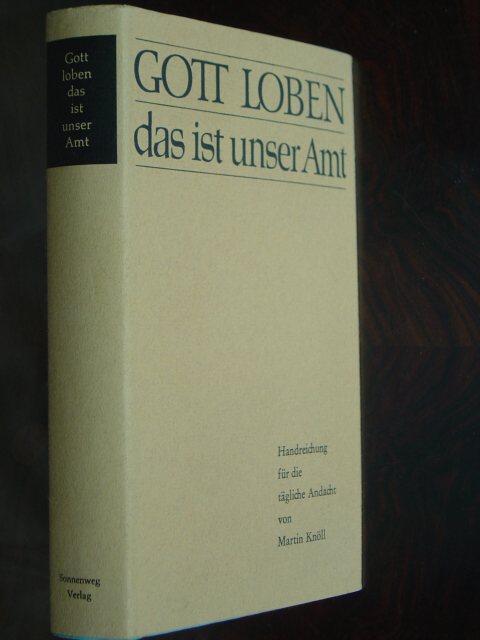 Gott
loben
das
ist
unser
Amt
Sonnenweg
Verlag
GOTT LOBEN
das ist unser Amt
Handreichung
für die
tägliche Andacht
von
Martin Knöll